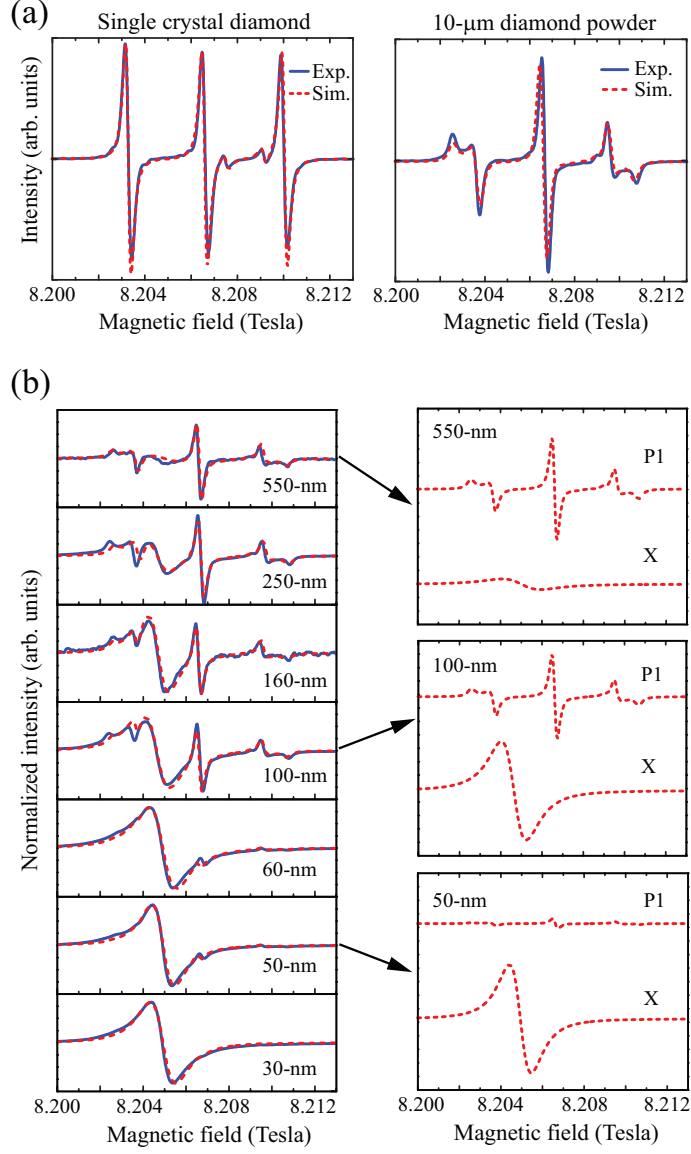 (a)
Single crystal diamond
10-μm diamond powder
Exp.
Sim.
Exp.
Sim.
Intensity (arb. units)
8.200 8.204 8.208 8.212
8.200 8.204 8.208 8.212
Magnetic field (Tesla)
Magnetic field (Tesla)
(b)
Normalized intensity (arb. units)
550-nm
250-nm
160-nm
100-nm
60-nm
50-nm
30-nm
8.200 8.204 8.208 8.212
Magnetic field (Tesla)
550-nm
P1
X
100-nm
P1
X
50-nm
P1
X
8.200 8.204 8.208 8.212
Magnetic field (Tesla)